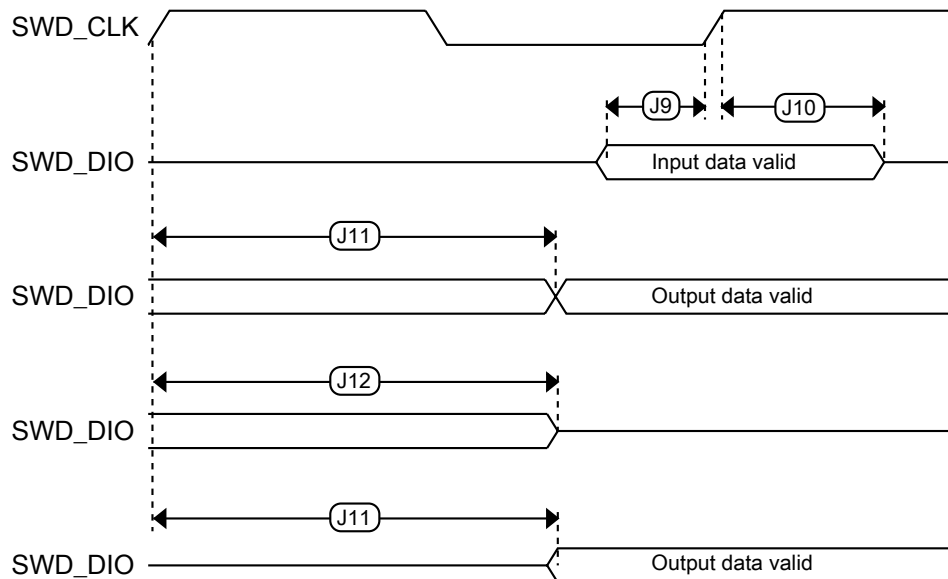 SWD_CLK
J9
J10
SWD_DIO
Input data valid
J11
SWD_DIO
Output data valid
J12
SWD_DIO
J11
SWD_DIO
Output data valid